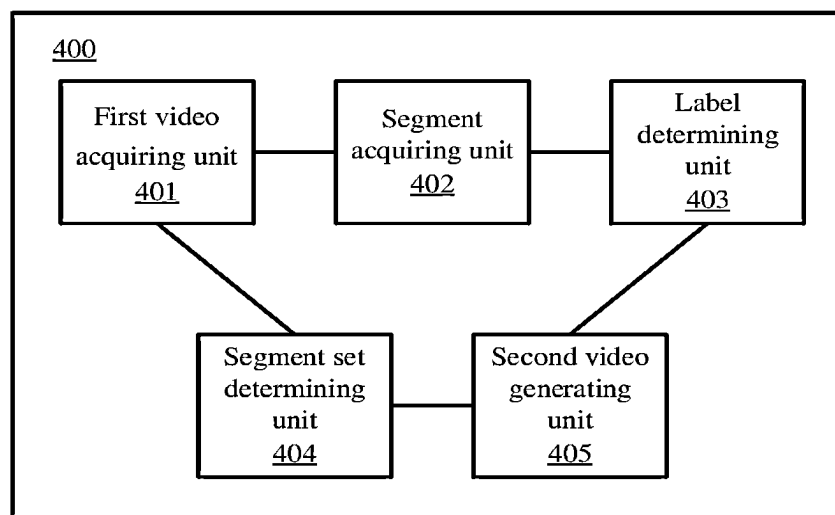 400
First video
acquiring unit
401
Segment
acquiring unit
402
Label
determining
unit
403
Segment set
determining
unit
404
Second video
generating
unit
405